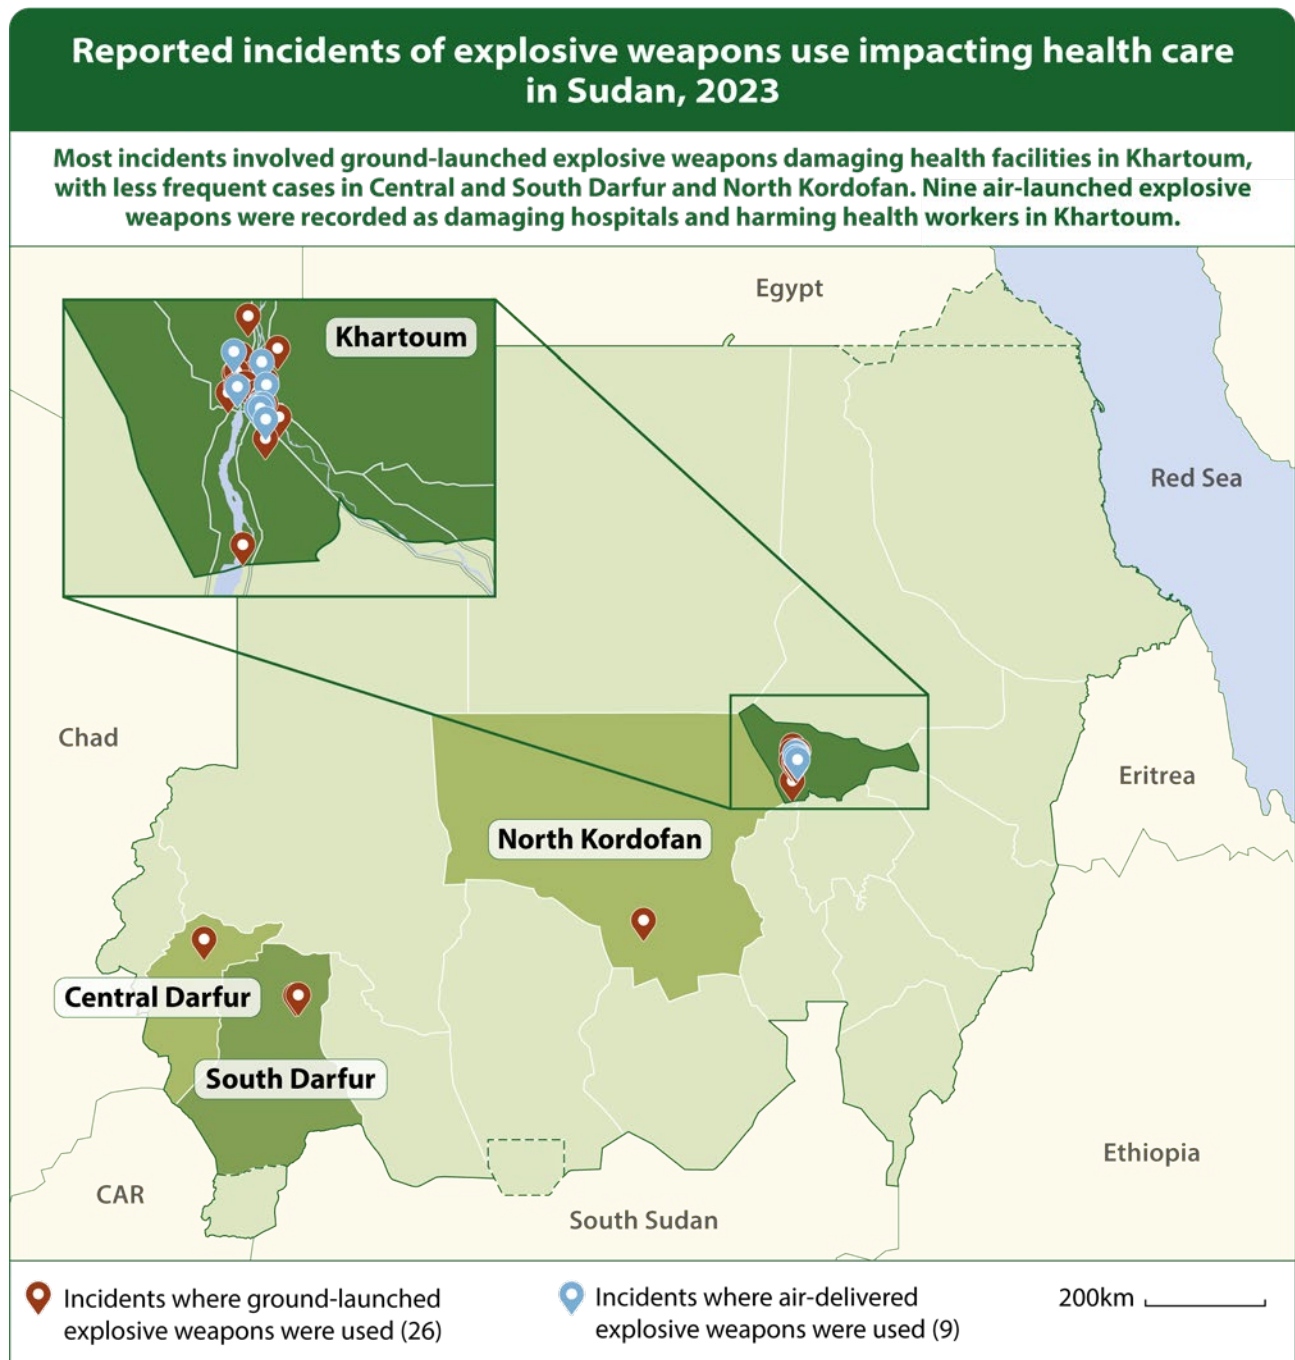 Reported incidents of explosive weapons use impacting health care
in Sudan, 2023
Most incidents involved ground-launched explosive weapons damaging health facilities in Khartoum,
with less frequent cases in Central and South Darfur and North Kordofan. Nine air-launched explosive
weapons were recorded as damaging hospitals and harming health workers in Khartoum.
Egypt
Khartoum
Red Sea
Chad
Eritrea
North Kordofan
Central Darfur
South Darfur
Ethiopia
CAR
South Sudan
Incidents where ground-launched
explosive weapons were used (26)
Incidents where air-delivered
explosive weapons were used (9)
200km